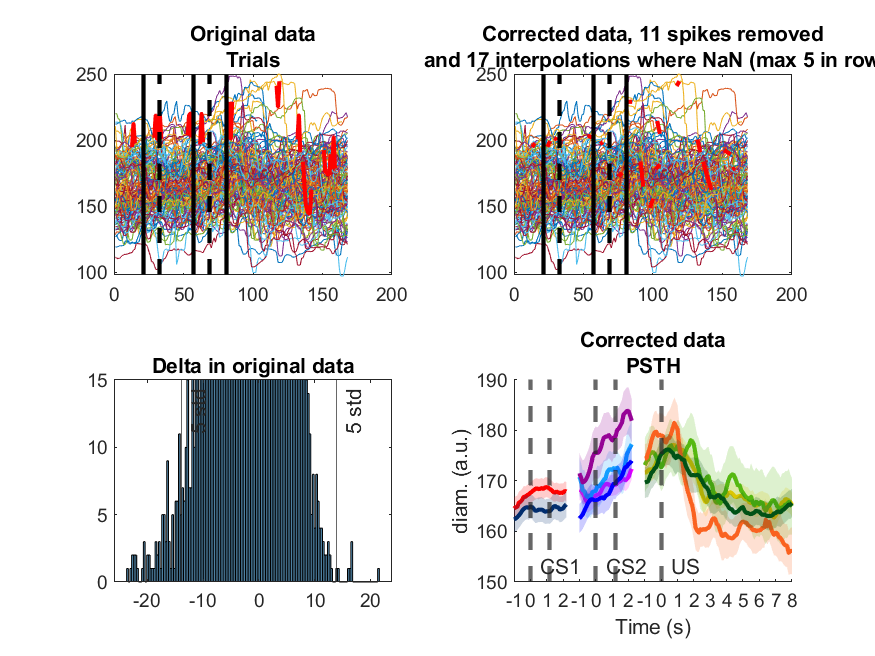 Original data
Trials
250
200
150
100
0 50 100 150 200
Corrected data, 11 spikes removed
and 17 interpolations where NaN (max 5 in row
250
200
150
100
0 50 100 150 200
Delta in original data
15
10
5
0
5 std
5 std
-20 -10 0 10 20
Corrected data
PSTH
190
180
170
160
150
diam. (a.u.)
CS1 CS2 US
-1 0 1 2 -1 0 1 2 -1 0 1 2 3 4 5 6 7 8
Time (s)